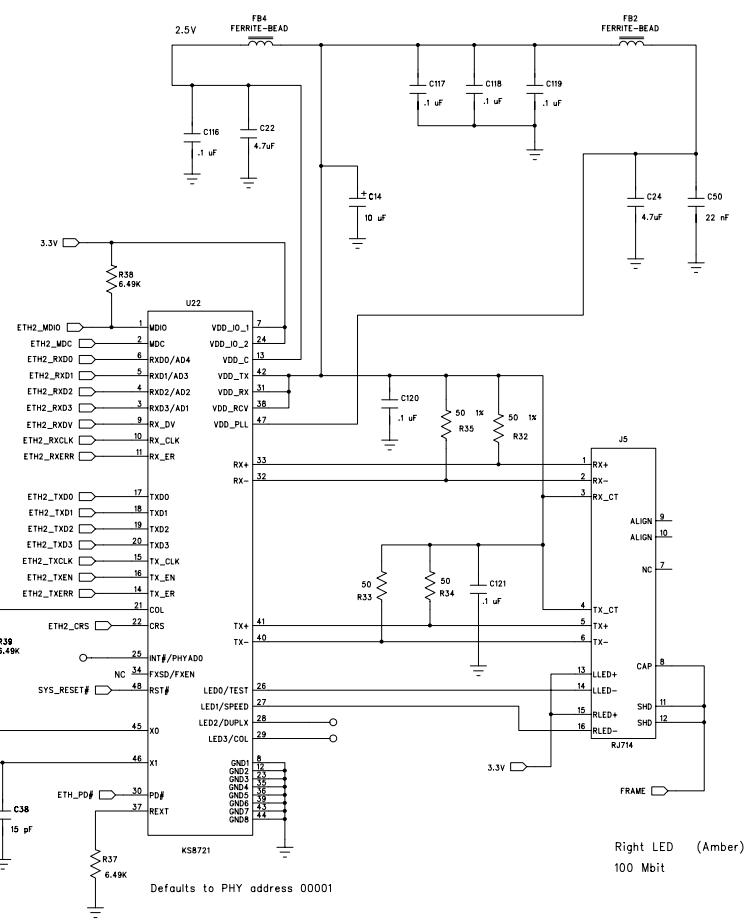 FB4
FERRITE-BEAD
2.5V
FB2
FERRITE-BEAD
C117
.1 uF
C118
.1 uF
C119
.1 uF
C116
.1 uF
C22
4.7uF
+
C14
10 uF
C24
4.7uF
C50
22 nF
3.3V
R38
6.49K
U22
ETH2_MDIO 1 MDIO
ETH2_MDC 2 MDC
ETH2_RXD0 6 RXD0/AD4
ETH2_RXD1 5 RXD1/AD3
ETH2_RXD2 4 RXD2/AD2
ETH2_RXD3 3 RXD3/AD1
ETH2_RXDV 9 RX_DV
ETH2_RXCLK 10 RX_CLK
ETH2_RXERR 11 RX_ER
ETH2_TXD0 17 TXD0
ETH2_TXD1 18 TXD1
ETH2_TXD2 19 TXD2
ETH2_TXD3 20 TXD3
ETH2_TXCLK 15 TX_CLK
ETH2_TXEN 16 TX_EN
ETH2_TXERR 14 TX_ER
21 COL
ETH2_CRS 22 CRS
R39
6.49K
25 INT#/PHYAD0
NC 34 FXSD/FXEN
SYS_RESET# 48 RST#
45 X0
46 X1
ETH_PD# 30 PD#
37 REXT
C38
15 pF
R37
6.49K
VDD_IO_1 7
VDD_IO_2 24
VDD_C 13
VDD_TX 42
VDD_RX 31
VDD_RCV 38
VDD_PLL 47
RX+ 33
RX- 32
TX+ 41
TX- 40
LED0/TEST 26
LED1/SPEED 27
LED2/DUPLX 28
LED3/COL 29
GND1 8
GND2 12
GND3 23
GND4 35
GND5 36
GND6 39
GND7 43
GND8 44
KS8721
C120
.1 uF
50 1%
R35
50 1%
R32
50
R33
50
R34
C121
.1 uF
J5
1 RX+
2 RX-
3 RX_CT
ALIGN 9
ALIGN 10
NC 7
4 TX_CT
5 TX+
6 TX-
CAP 8
13 LLED+
14 LLED-
15 RLED+
16 RLED-
SHD 11
SHD 12
RJ714
3.3V
FRAME
Right LED (Amber)
100 Mbit
Defaults to PHY address 00001